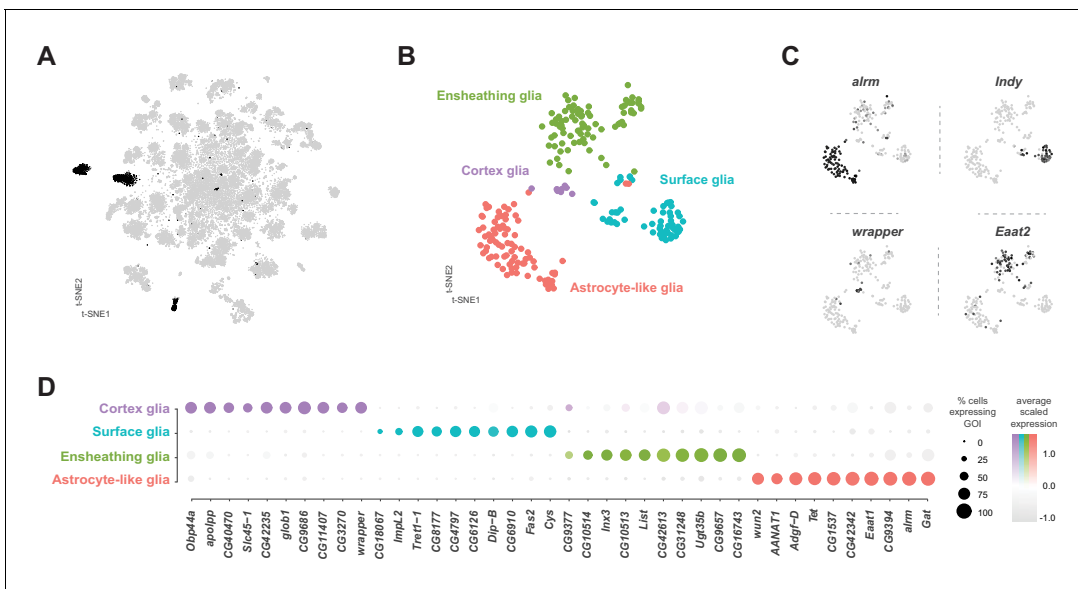 A
B
C
t-SNE2
t-SNE1
Ensheathing glia
Cortex glia
Surface glia
Astrocyte-like glia
t-SNE2
t-SNE1
alrm
Indy
wrapper
Eaat2
D
Cortex glia
Surface glia
Ensheathing glia
Astrocyte-like glia
Obp44a
apolpp
CG40470
Slc45-1
CG42235
glob1
CG9686
CG11407
CG3270
wrapper
CG18067
ImpL2
Tret1-1
CG8177
CG4797
CG6126
Dip-B
CG6910
Fas2
Cys
CG9377
CG10514
Inx3
CG10513
List
CG42613
CG31248
Ugt35b
CG9657
CG16743
wun2
AANAT1
Adgf-D
Tet
CG1537
CG42342
Eaat1
CG9394
alrm
Gat
% cells
expressing
GOI
0
25
50
75
100
average
scaled
expression
1.0
0.0
-1.0